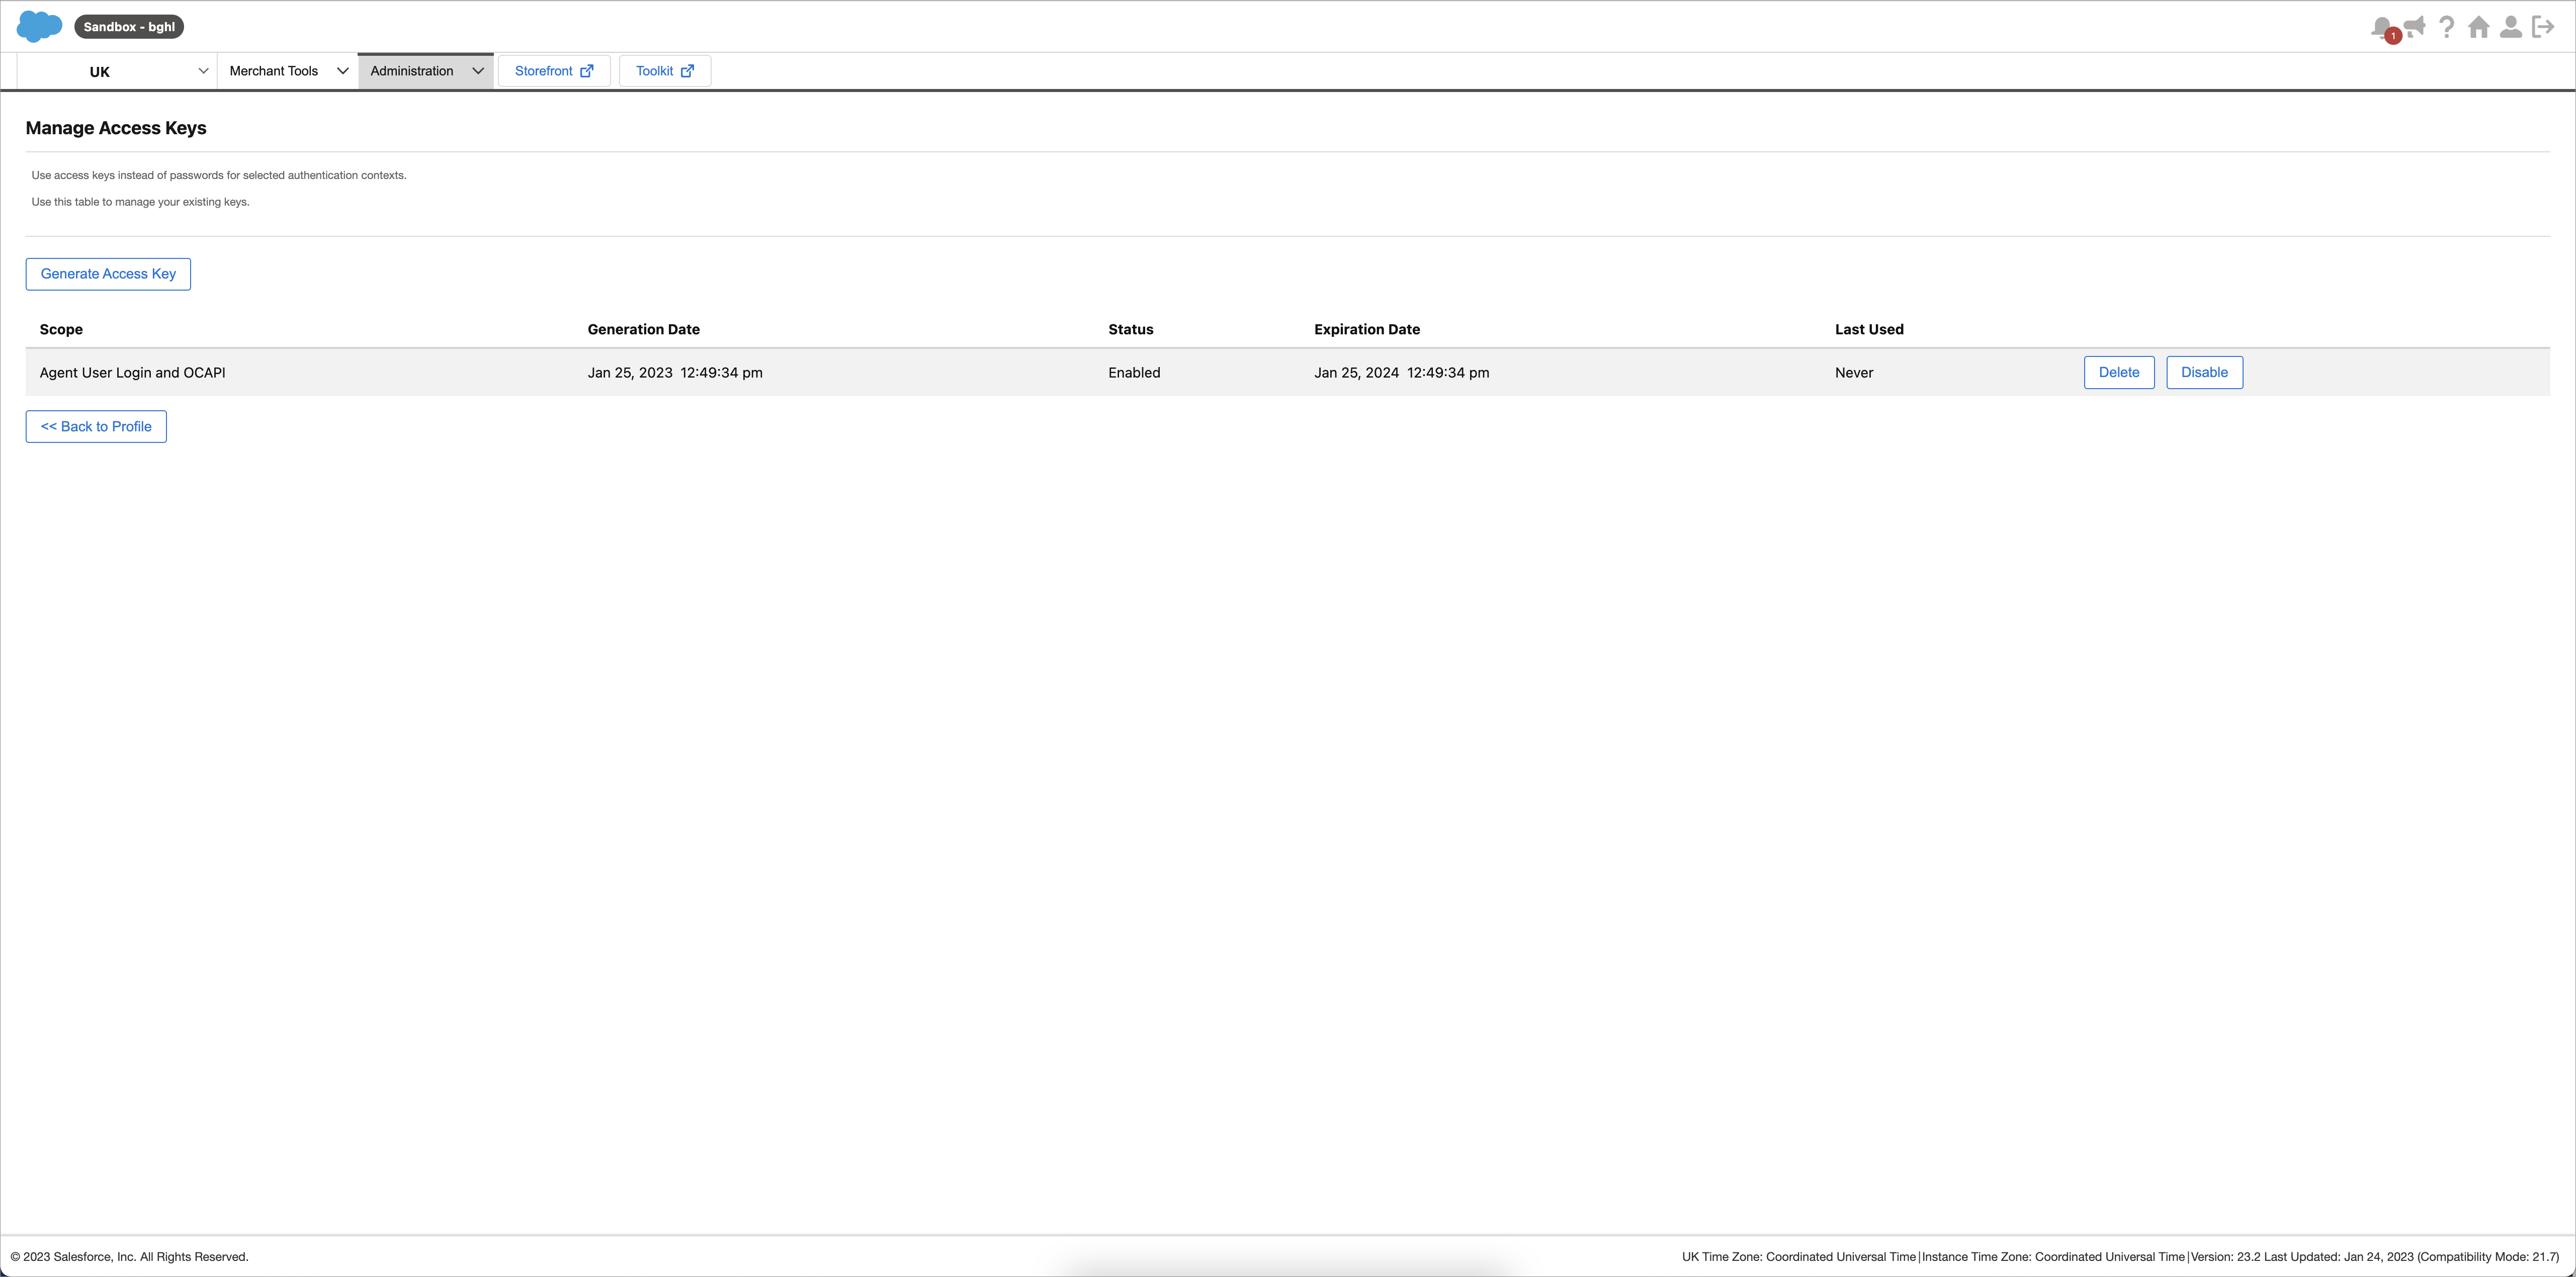 Sandbox - bghl
1
UK
Merchant Tools
Administration
Storefront
Toolkit
Manage Access Keys
Use access keys instead of passwords for selected authentication contexts.
Use this table to manage your existing keys.
Generate Access Key
Scope Generation Date Status Expiration Date Last Used
Agent User Login and OCAPI Jan 25, 2023 12:49:34 pm Enabled Jan 25, 2024 12:49:34 pm Never Delete Disable
<< Back to Profile
© 2023 Salesforce, Inc. All Rights Reserved.
UK Time Zone: Coordinated Universal Time|Instance Time Zone: Coordinated Universal Time|Version: 23.2 Last Updated: Jan 24, 2023 (Compatibility Mode: 21.7)